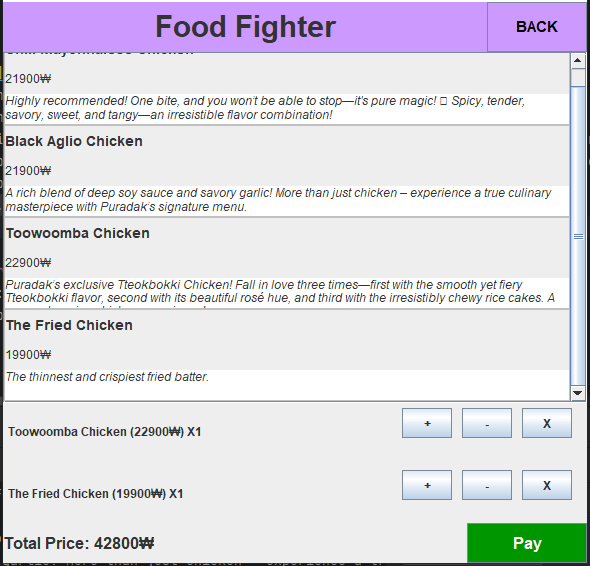 Food Fighter
BACK
21900₩
Highly recommended! One bite, and you won't be able to stop—it's pure magic! Spicy, tender,
savory, sweet, and tangy—an irresistible flavor combination!
Black Aglio Chicken
21900₩
A rich blend of deep soy sauce and savory garlic! More than just chicken – experience a true culinary
masterpiece with Puradak's signature menu.
Toowoomba Chicken
22900₩
Puradak's exclusive Tteokbokki Chicken! Fall in love three times—first with the smooth yet fiery
Tteokbokki flavor, second with its beautiful rosé hue, and third with the irresistibly chewy rice cakes. A
The Fried Chicken
19900₩
The thinnest and crispiest fried batter.
Toowoomba Chicken (22900₩) X1
+ - X
The Fried Chicken (19900₩) X1
+ - X
Total Price: 42800₩
Pay